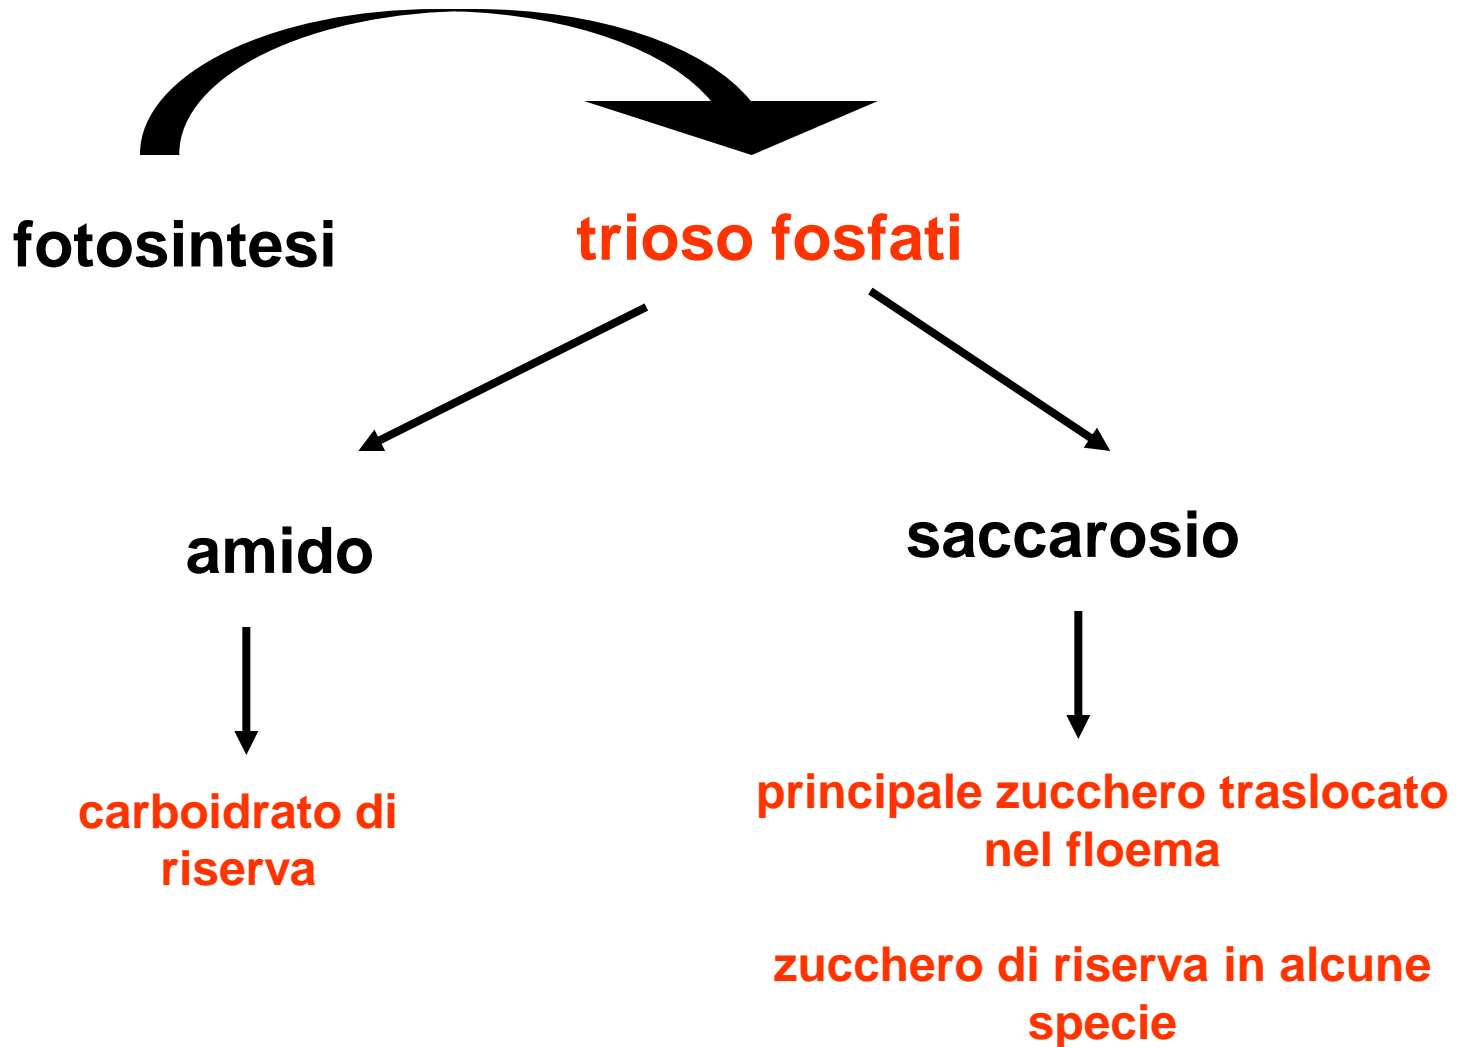 fotosintesi
trioso fosfati
amido
saccarosio
carboidrato di
riserva
principale zucchero traslocato
nel floema
zucchero di riserva in alcune
specie